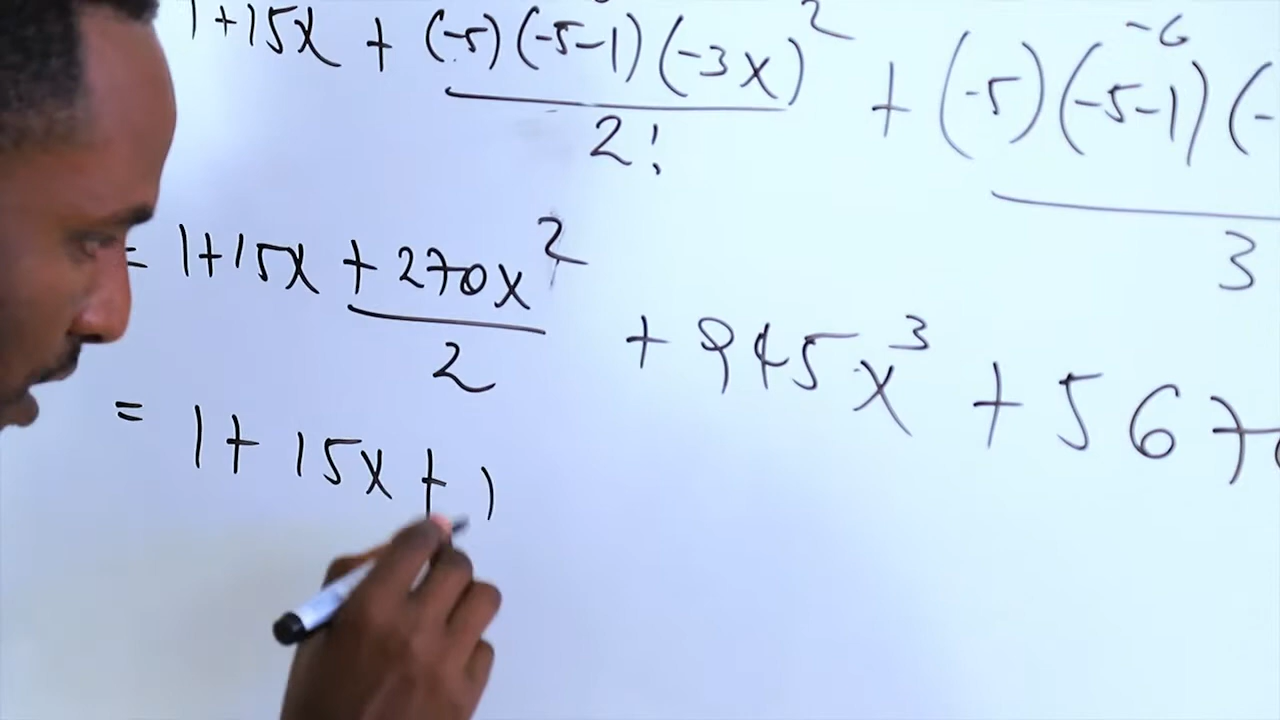 1+15x + (-5)(-5-1)(-3x)² / 2! + (-5)(-5-1)(- / 3
-6
= 1+15x + 270x² / 2 + 945x³ + 567
= 1 + 15x + 1